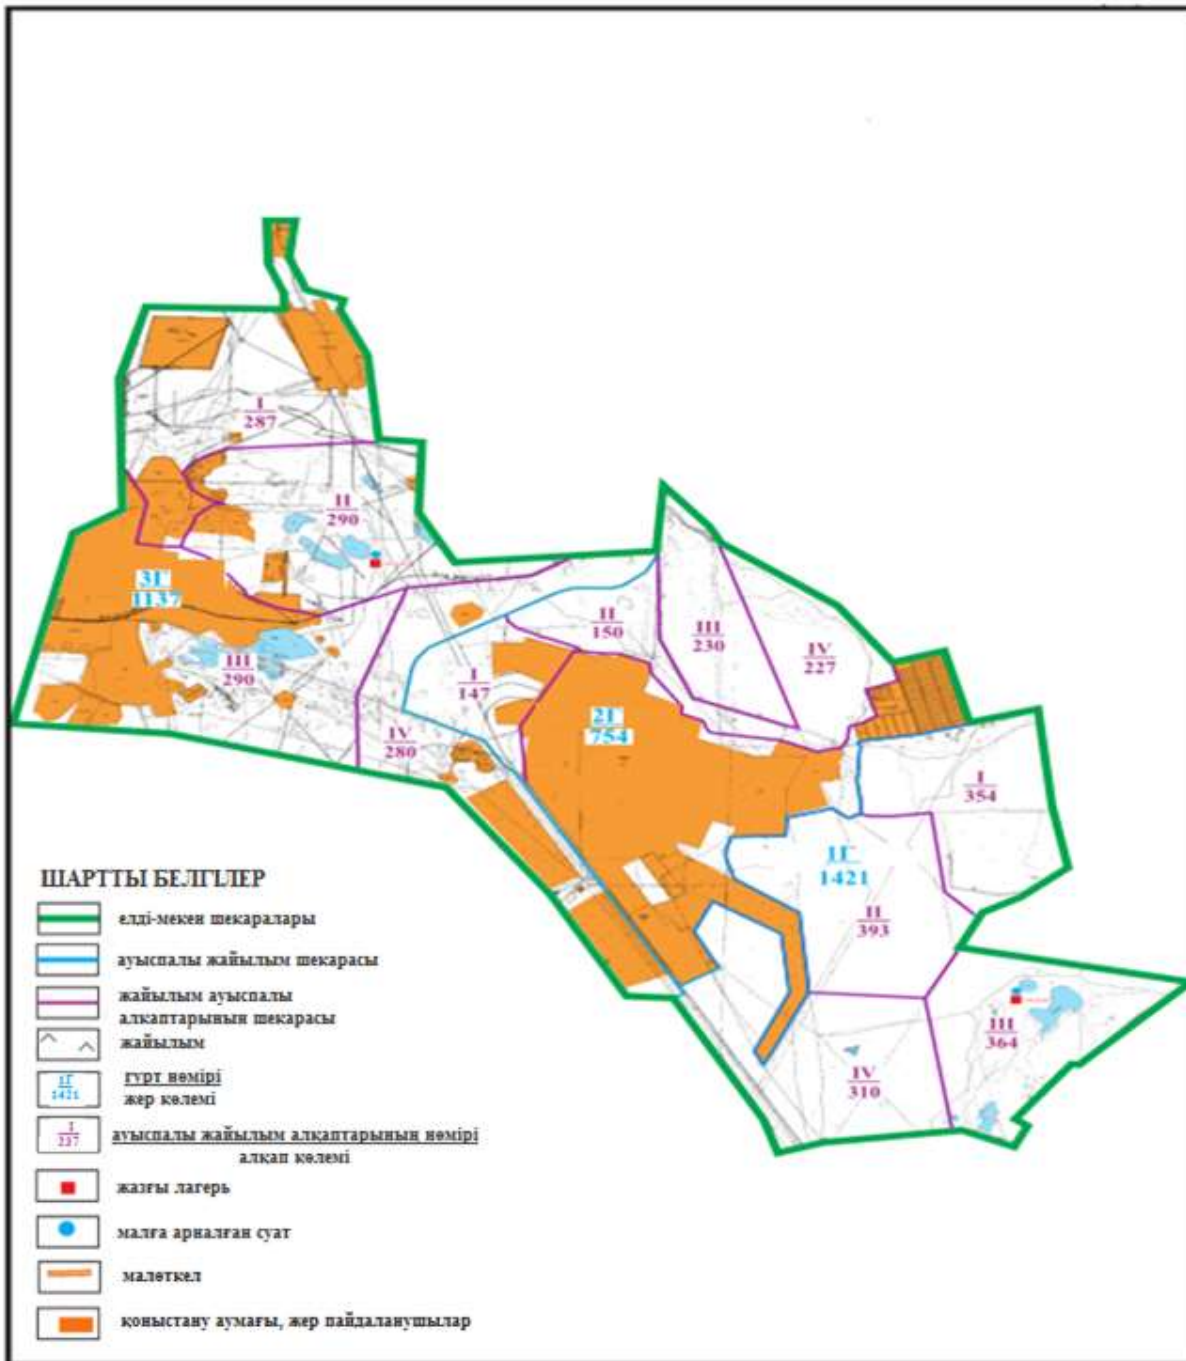 I
287
II
290
3Г
1137
III
290
IV
280
I
147
II
150
III
230
IV
227
2Г
754
I
354
1Г
1421
II
393
III
364
IV
310
ШАРТТЫ БЕЛГІЛЕР
елді-мекен шекаралары
ауыспалы жайылым шекарасы
жайылым ауыспалы
алқаптарының шекарасы
жайылым
1Г
1421
гурт нөмірі
жер көлемі
I
237
ауыспалы жайылым алқаптарының нөмірі
алқап көлемі
жазғы лагерь
малға арналған суат
малөткел
қоныстану аумағы, жер пайдаланушылар